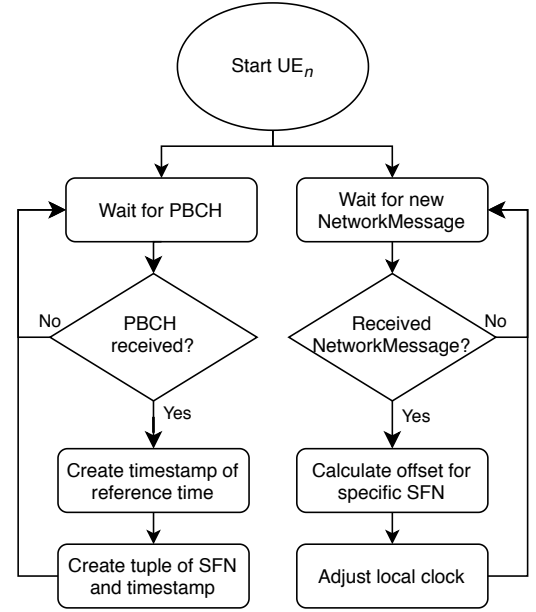 Start UEn
Wait for PBCH
Wait for new
NetworkMessage
No
PBCH
received?
Received
NetworkMessage?
No
Yes
Yes
Create timestamp of
reference time
Calculate offset for
specific SFN
Create tuple of SFN
and timestamp
Adjust local clock